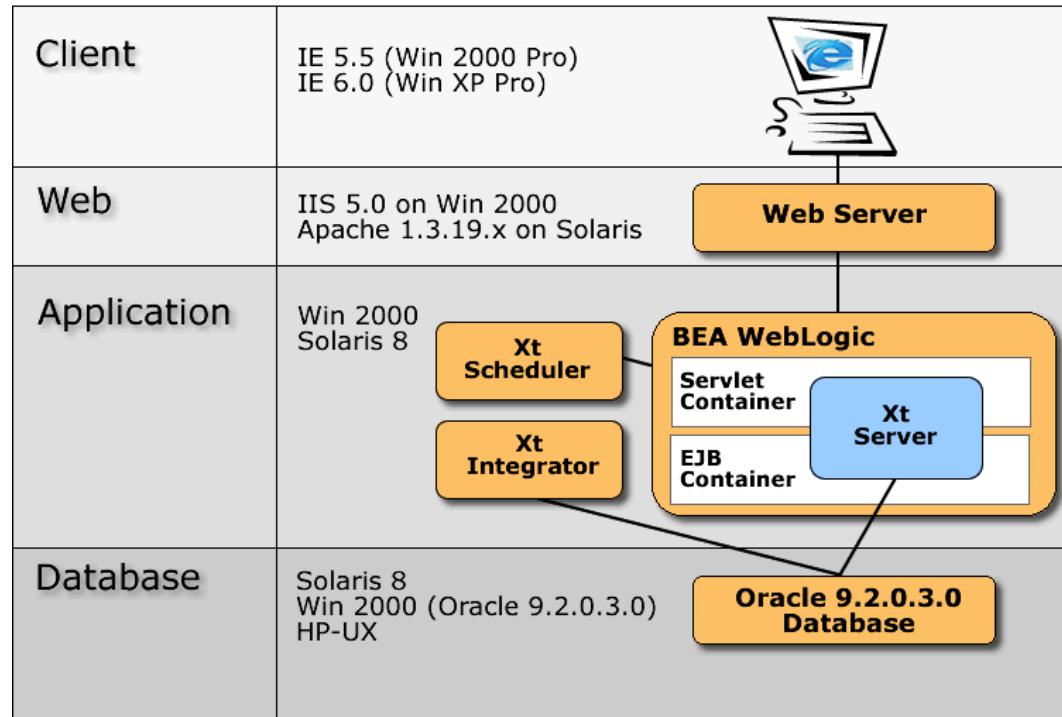 Client
IE 5.5 (Win 2000 Pro)
IE 6.0 (Win XP Pro)
Web
IIS 5.0 on Win 2000
Apache 1.3.19.x on Solaris
Web Server
Application
Win 2000
Solaris 8
Xt
Scheduler
Xt
Integrator
BEA WebLogic
Servlet
Container
EJB
Container
Xt
Server
Database
Solaris 8
Win 2000 (Oracle 9.2.0.3.0)
HP-UX
Oracle 9.2.0.3.0
Database